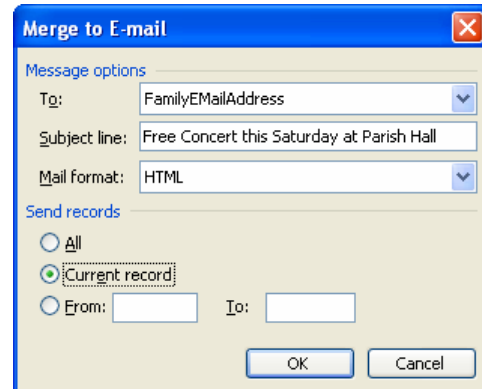 Merge to E-mail
Message options
To: FamilyEMailAddress
Subject line: Free Concert this Saturday at Parish Hall
Mail format: HTML
Send records
All
Current record
From: To:
OK Cancel